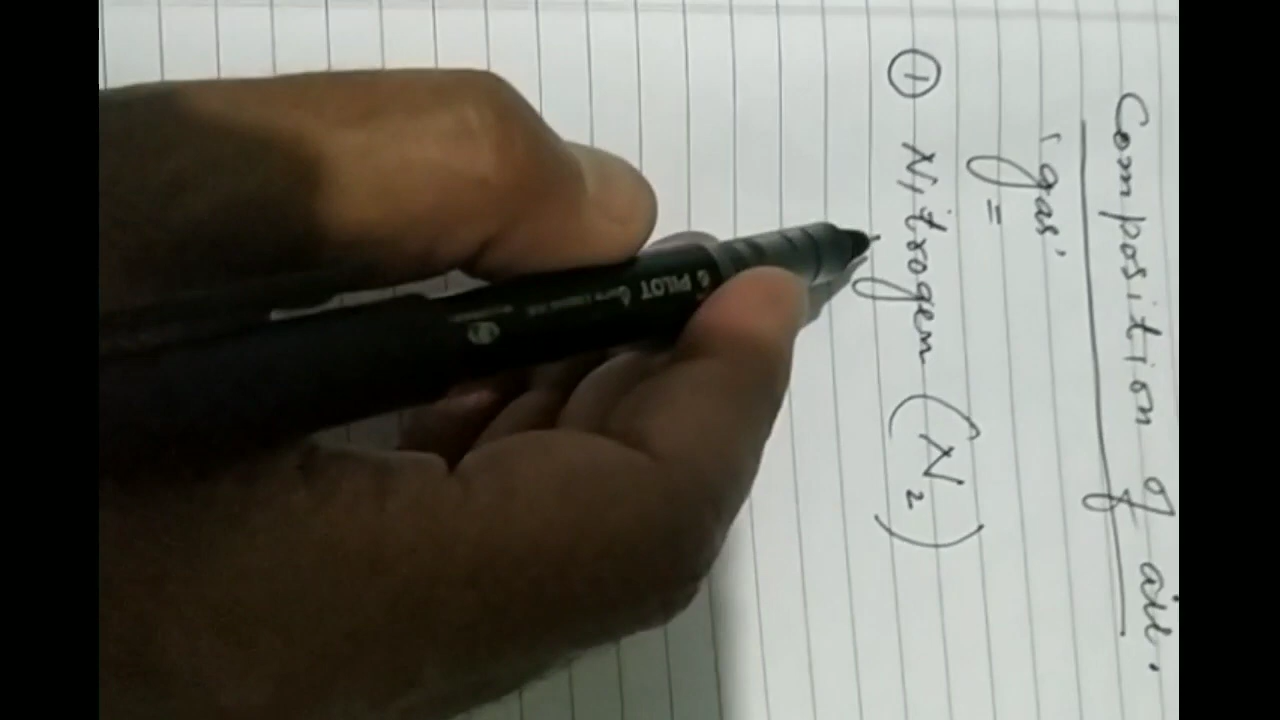 Composition of air.
'gas'
① Nitrogen (N₂)
PILOT